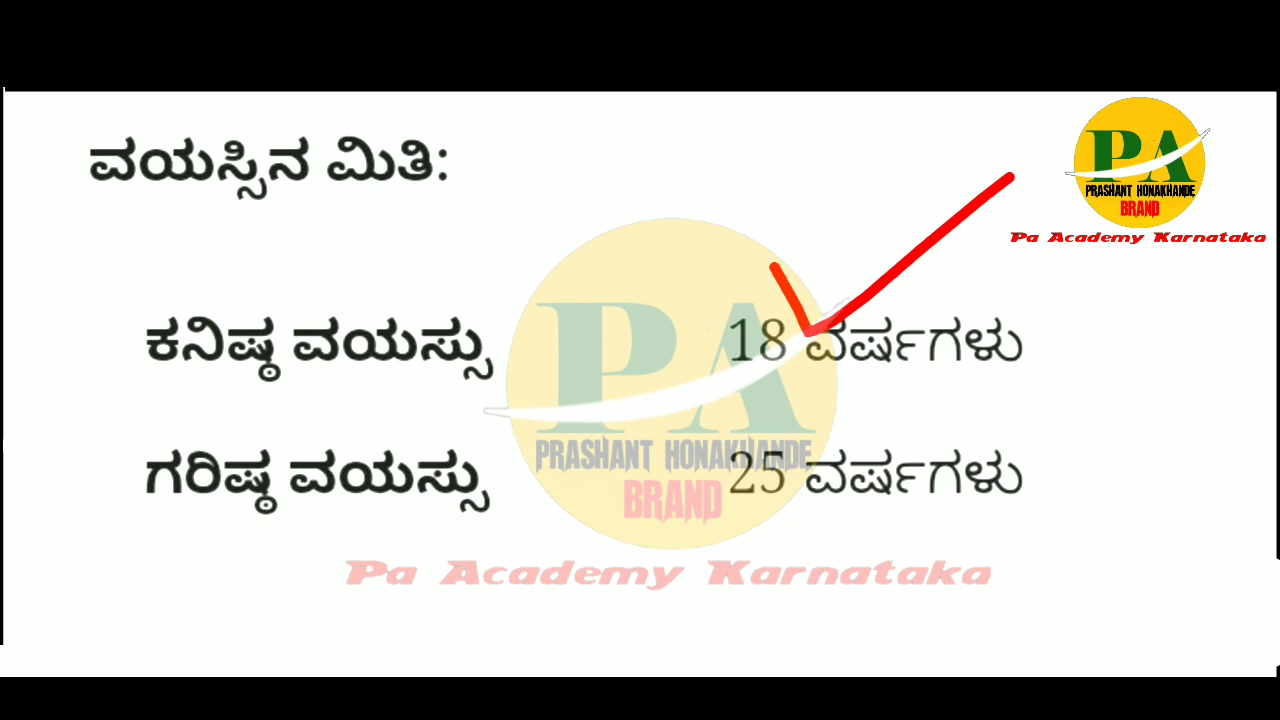 ವಯಸ್ಸಿನ ಮಿತಿ:
PA
PRASHANT HONAKHANDE
BRAND
Pa Academy Karnataka
ಕನಿಷ್ಠ ವಯಸ್ಸು 18 ವರ್ಷಗಳು
PA
ಗರಿಷ್ಠ ವಯಸ್ಸು 25 ವರ್ಷಗಳು
PRASHANT HONAKHANDE
BRAND
Pa Academy Karnataka